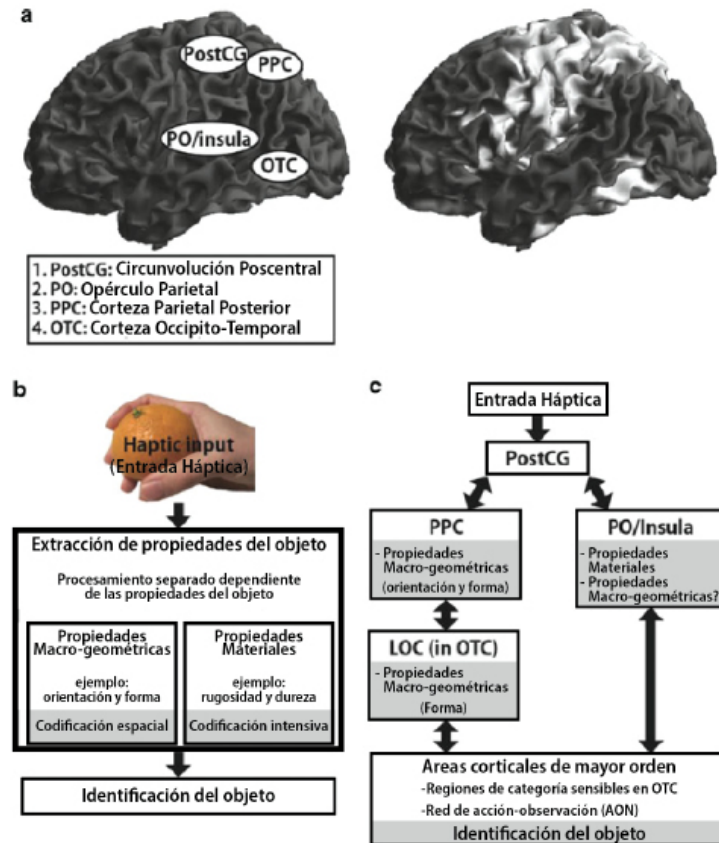 a
PostCG
PPC
PO/insula
OTC
1. PostCG: Circunvolución Poscentral
2. PO: Opérculo Parietal
3. PPC: Corteza Parietal Posterior
4. OTC: Corteza Occipito-Temporal
b
Haptic input
(Entrada Háptica)
Extracción de propiedades del objeto
Procesamiento separado dependiente
de las propiedades del objeto
Propiedades
Macro-geométricas
ejemplo:
orientación y forma
Codificación espacial
Propiedades
Materiales
ejemplo:
rugosidad y dureza
Codificación intensiva
Identificación del objeto
c
Entrada Háptica
PostCG
PPC
- Propiedades
Macro-geométricas
(orientación y forma)
PO/Insula
- Propiedades
Materiales
- Propiedades
Macro-geométricas?
LOC (in OTC)
- Propiedades
Macro-geométricas
(Forma)
Areas corticales de mayor orden
-Regiones de categoría sensibles en OTC
-Red de acción-observación (AON)
Identificación del objeto